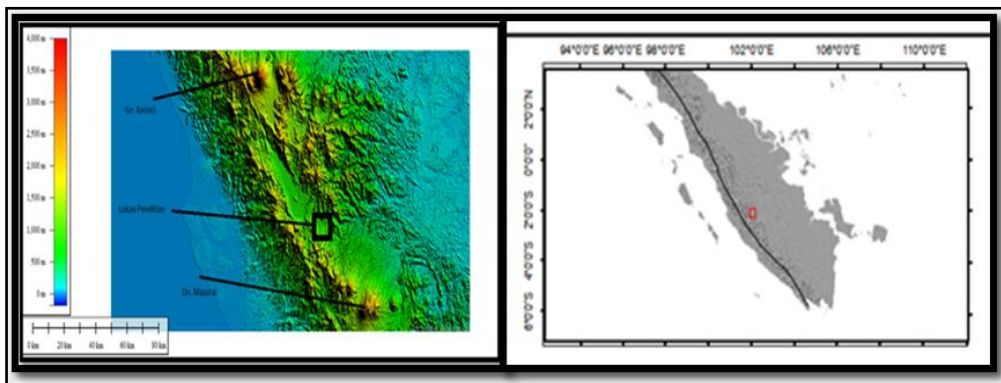 4,000 m
3,500 m
3,000 m
2,500 m
2,000 m
1,500 m
1,000 m
500 m
0 m
Gn. Kerinci
Lokasi Penelitian
Gn. Masurai
0 km 20 km 40 km 60 km 80 km
94°0'0"E 96°0'0"E 98°0'0"E 102°0'0"E 106°0'0"E 110°0'0"E
2°0'0"N
0°0'0"
2°0'0"S
4°0'0"S
6°0'0"S